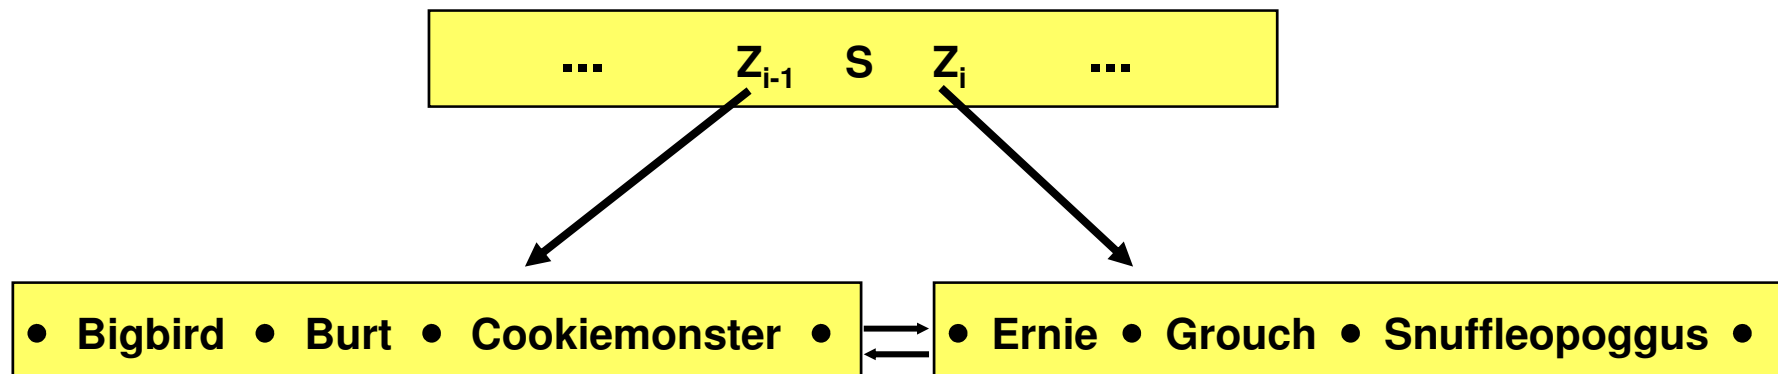 ... Z_{i-1} S Z_i ...
• Bigbird • Burt • Cookiemonster • • Ernie • Grouch • Snuffleopoggus •